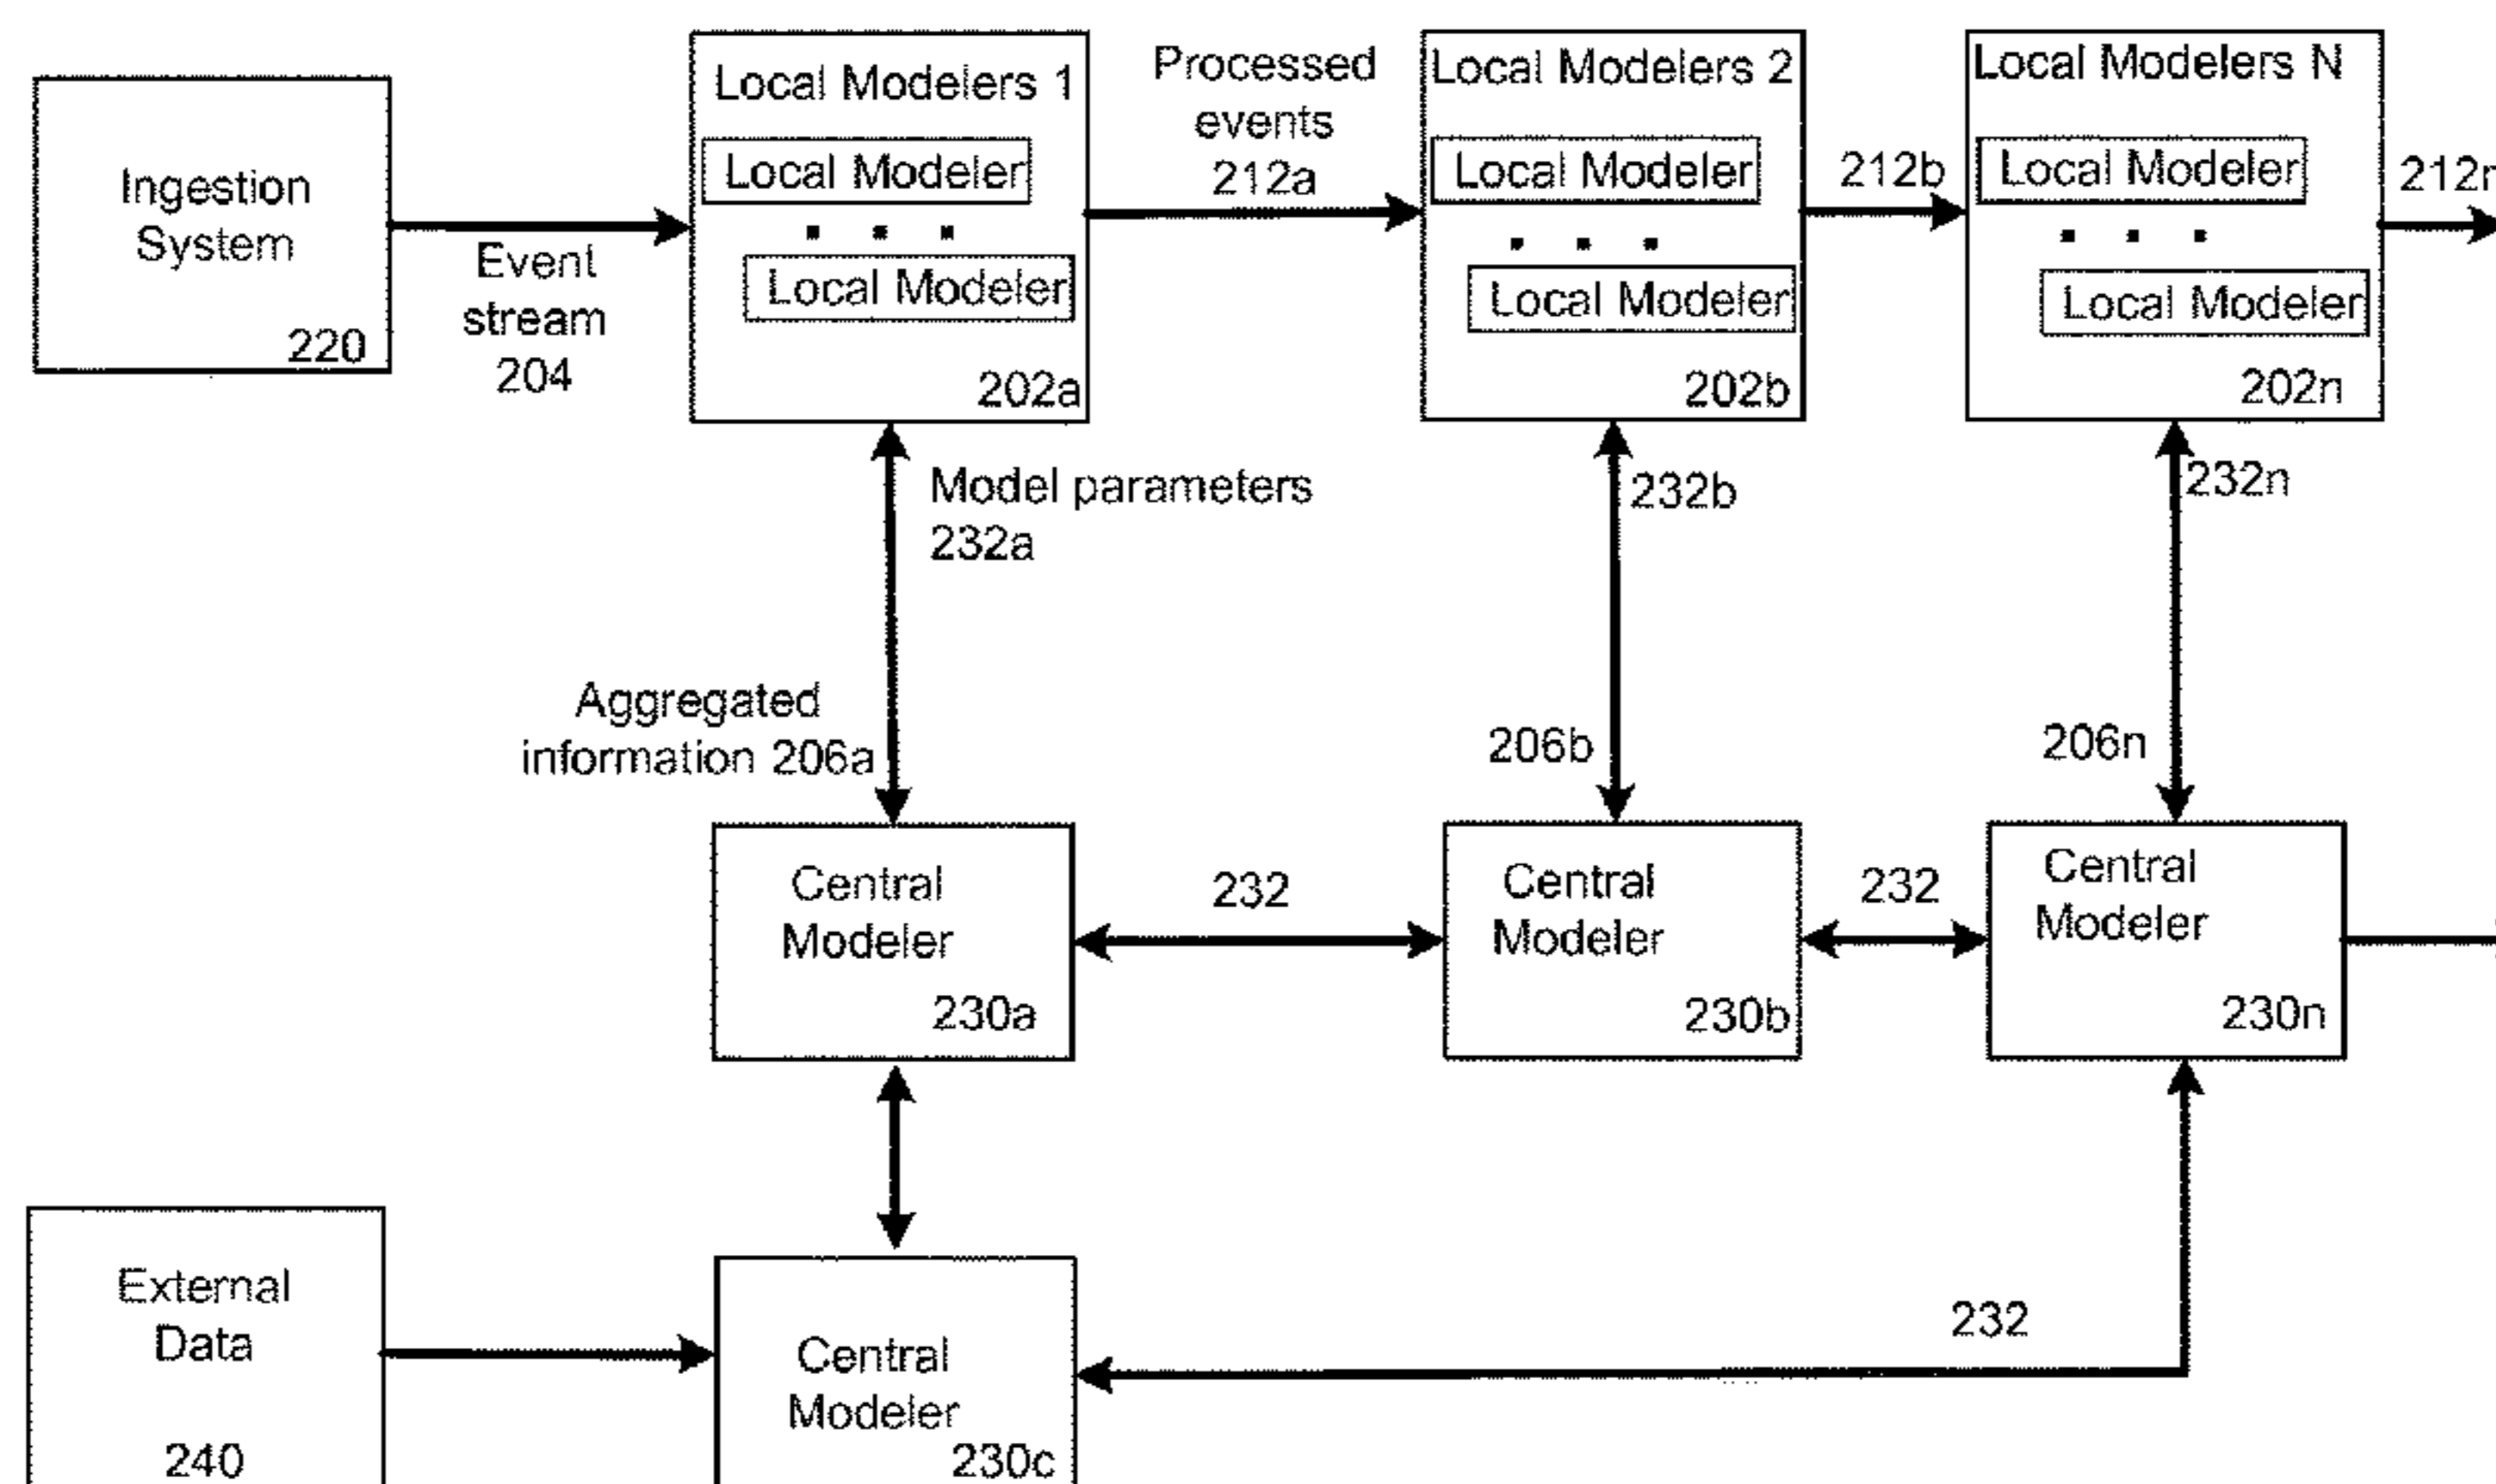 Ingestion
System
220
Event
stream
204
Local Modelers 1
Local Modeler
Local Modeler
202a
Processed
events
212a
Local Modelers 2
Local Modeler
Local Modeler
202b
212b
Local Modelers N
Local Modeler
Local Modeler
202n
Model parameters
232a
Aggregated
information 206a
232b
206b
232n
206n
Central
Modeler
230a
232
Central
Modeler
230b
232
Central
Modeler
230n
External
Data
240
Central
Modeler
230c
232